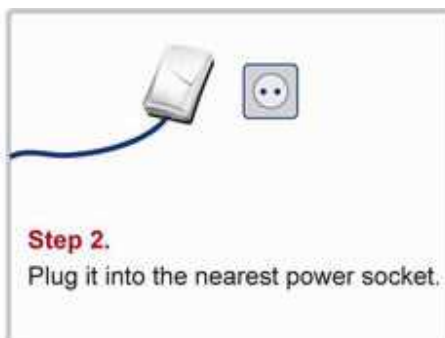 Step 2.
Plug it into the nearest power socket.